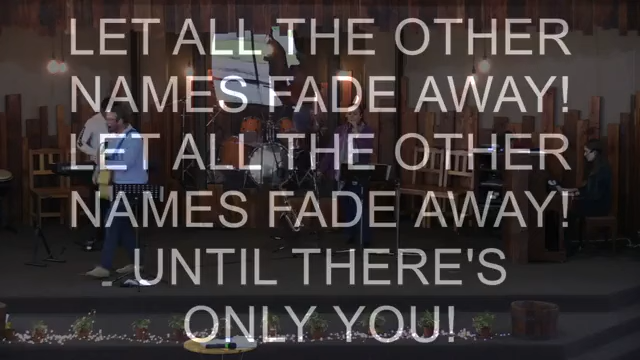 LET ALL THE OTHER
NAMES FADE AWAY!
LET ALL THE OTHER
NAMES FADE AWAY!
UNTIL THERE'S
ONLY YOU!